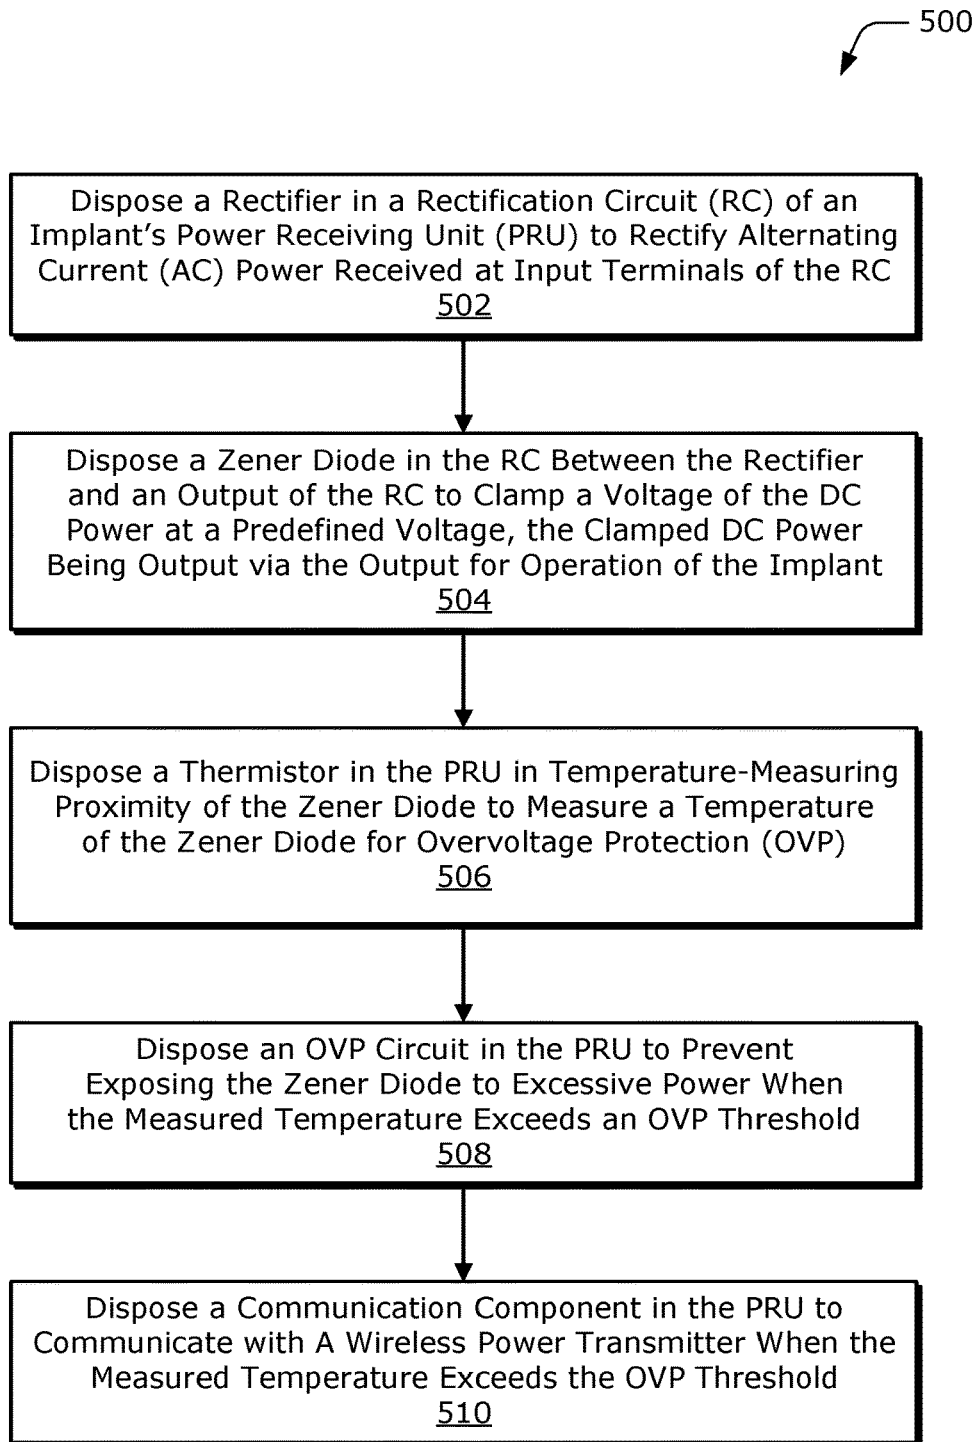 500
Dispose a Rectifier in a Rectification Circuit (RC) of an
Implant's Power Receiving Unit (PRU) to Rectify Alternating
Current (AC) Power Received at Input Terminals of the RC
502
Dispose a Zener Diode in the RC Between the Rectifier
and an Output of the RC to Clamp a Voltage of the DC
Power at a Predefined Voltage, the Clamped DC Power
Being Output via the Output for Operation of the Implant
504
Dispose a Thermistor in the PRU in Temperature-Measuring
Proximity of the Zener Diode to Measure a Temperature
of the Zener Diode for Overvoltage Protection (OVP)
506
Dispose an OVP Circuit in the PRU to Prevent
Exposing the Zener Diode to Excessive Power When
the Measured Temperature Exceeds an OVP Threshold
508
Dispose a Communication Component in the PRU to
Communicate with A Wireless Power Transmitter When the
Measured Temperature Exceeds the OVP Threshold
510